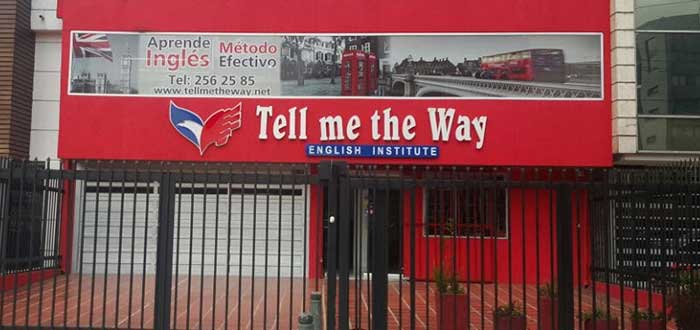 Aprende Método
Inglés Efectivo
Tel: 256 25 85
www.tellmetheway.net
Tell me the Way
ENGLISH INSTITUTE